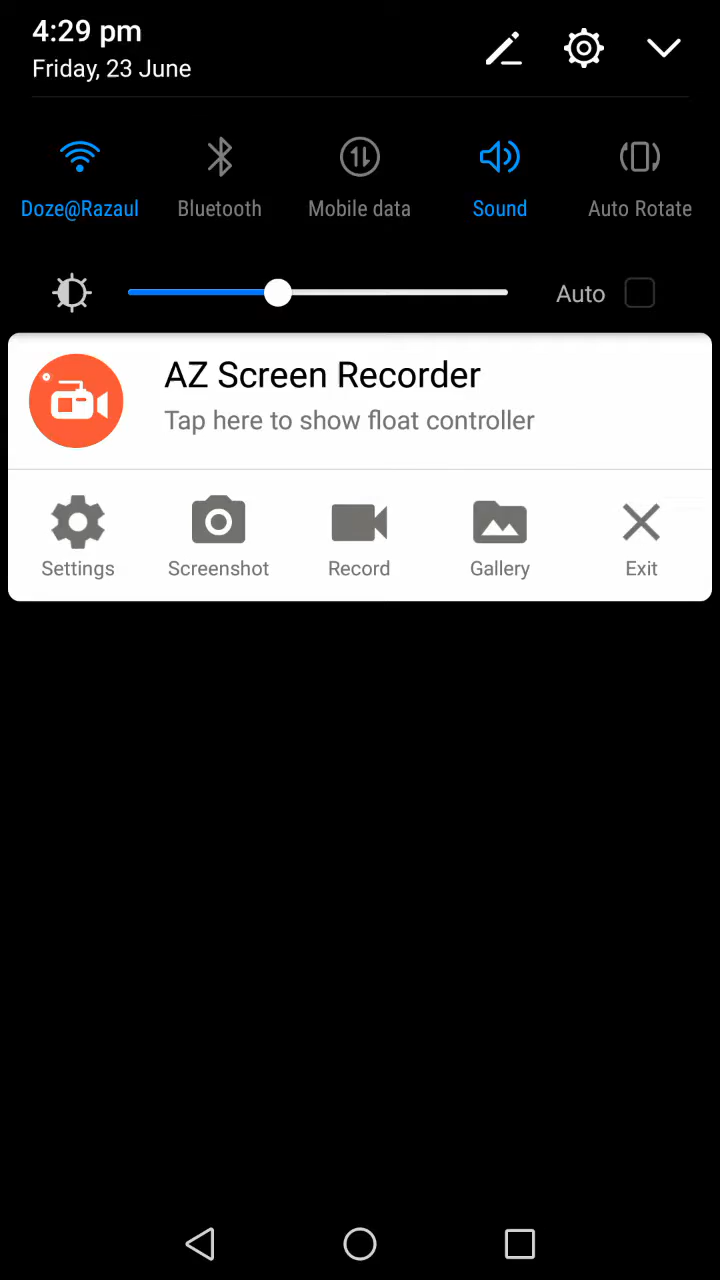 4:29 pm
Friday, 23 June
Doze@Razaul Bluetooth Mobile data Sound Auto Rotate
Auto
AZ Screen Recorder
Tap here to show float controller
Settings Screenshot Record Gallery Exit